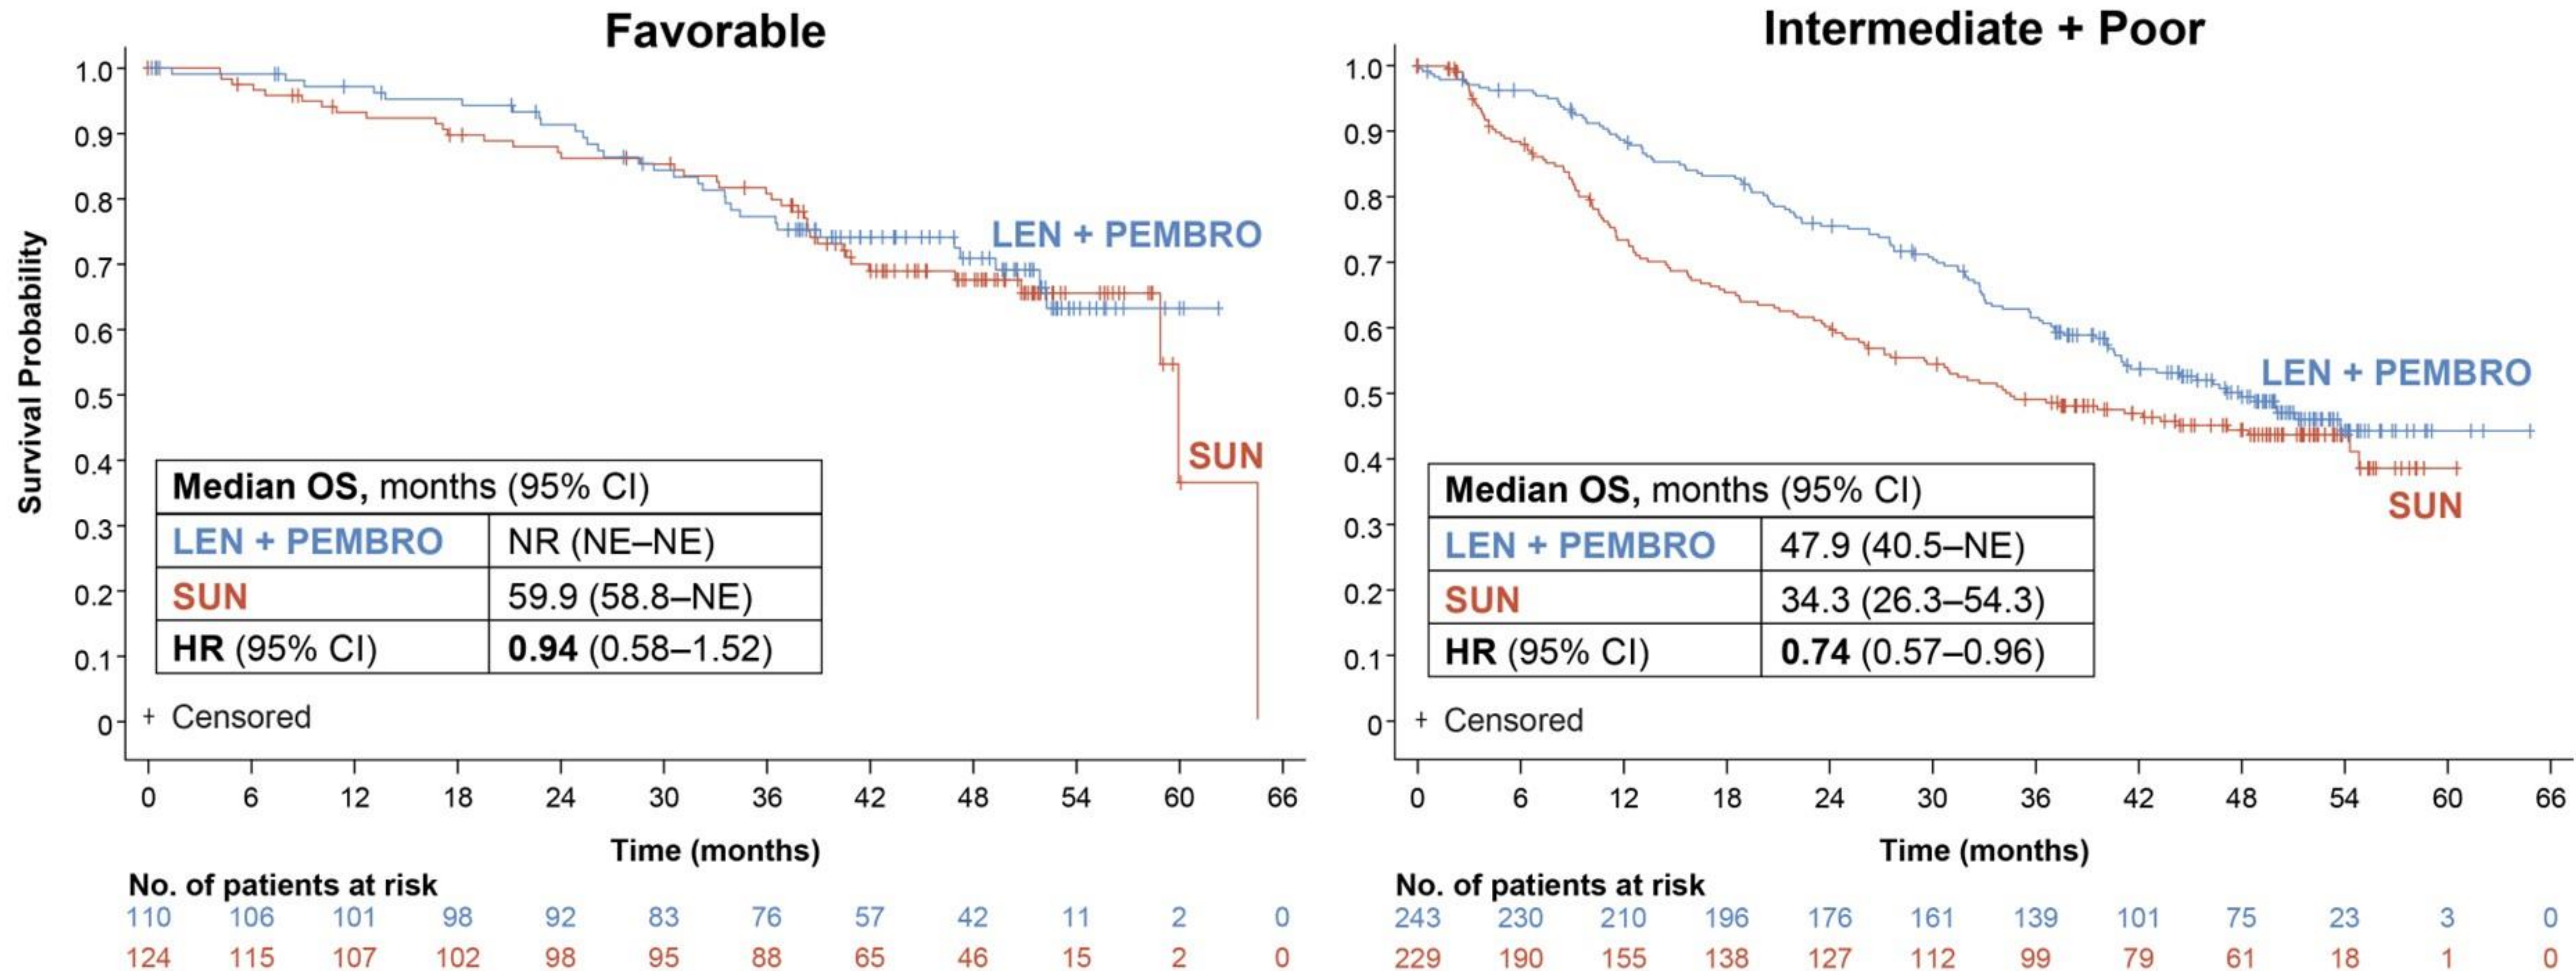 Favorable
Survival Probability
1.0
0.9
0.8
0.7
0.6
0.5
0.4
0.3
0.2
0.1
0
LEN + PEMBRO
SUN
Median OS, months (95% CI)
LEN + PEMBRO NR (NE–NE)
SUN 59.9 (58.8–NE)
HR (95% CI) 0.94 (0.58–1.52)
+ Censored
0 6 12 18 24 30 36 42 48 54 60 66
Time (months)
No. of patients at risk
110 106 101 98 92 83 76 57 42 11 2 0
124 115 107 102 98 95 88 65 46 15 2 0
Intermediate + Poor
1.0
0.9
0.8
0.7
0.6
0.5
0.4
0.3
0.2
0.1
0
LEN + PEMBRO
SUN
Median OS, months (95% CI)
LEN + PEMBRO 47.9 (40.5–NE)
SUN 34.3 (26.3–54.3)
HR (95% CI) 0.74 (0.57–0.96)
+ Censored
0 6 12 18 24 30 36 42 48 54 60 66
Time (months)
No. of patients at risk
243 230 210 196 176 161 139 101 75 23 3 0
229 190 155 138 127 112 99 79 61 18 1 0